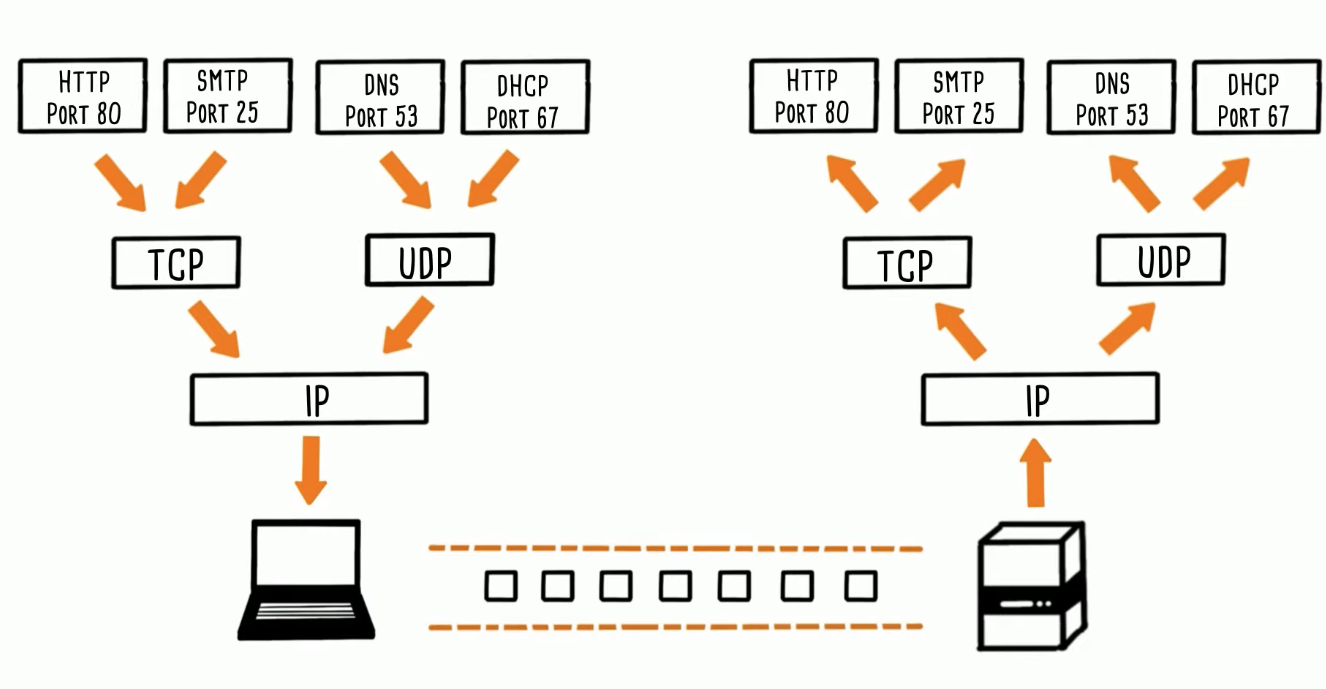 HTTP
PORT 80
SMTP
PORT 25
DNS
PORT 53
DHCP
PORT 67
HTTP
PORT 80
SMTP
PORT 25
DNS
PORT 53
DHCP
PORT 67
TCP
UDP
TCP
UDP
IP
IP